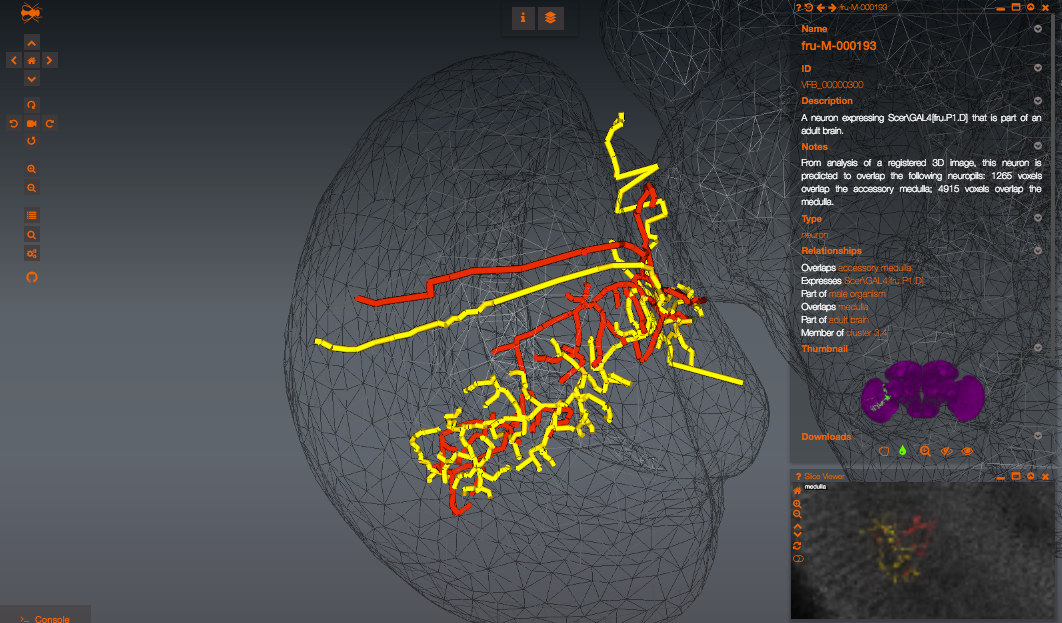 fru-M-000193
Name
fru-M-000193
ID
VFB_00000300
Description
A neuron expressing Scer\GAL4[fru.P1.D] that is part of an
adult brain.
Notes
From analysis of a registered 3D image, this neuron is
predicted to overlap the following neuropils: 1265 voxels
overlap the accessory medulla; 4915 voxels overlap the
medulla.
Type
neuron
Relationships
Overlaps accessory medulla
Expresses Scer\GAL4[fru.P1.D]
Part of male organism
Overlaps medulla
Part of adult brain
Member of cluster 3.4
Thumbnail
Downloads
Slice Viewer
medulla
Console